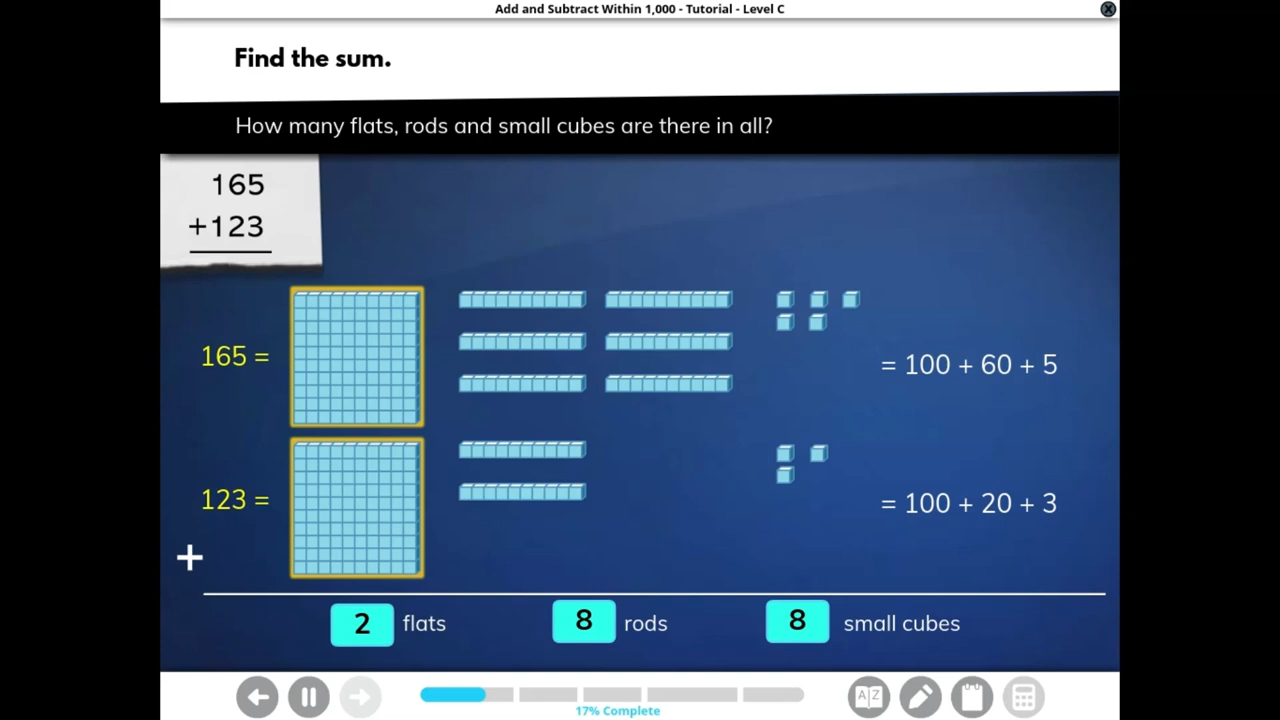 Add and Subtract Within 1,000 - Tutorial - Level C
Find the sum.
How many flats, rods and small cubes are there in all?
165
+123
165 =
= 100 + 60 + 5
123 =
= 100 + 20 + 3
+
2 flats 8 rods 8 small cubes
17% Complete
A Z